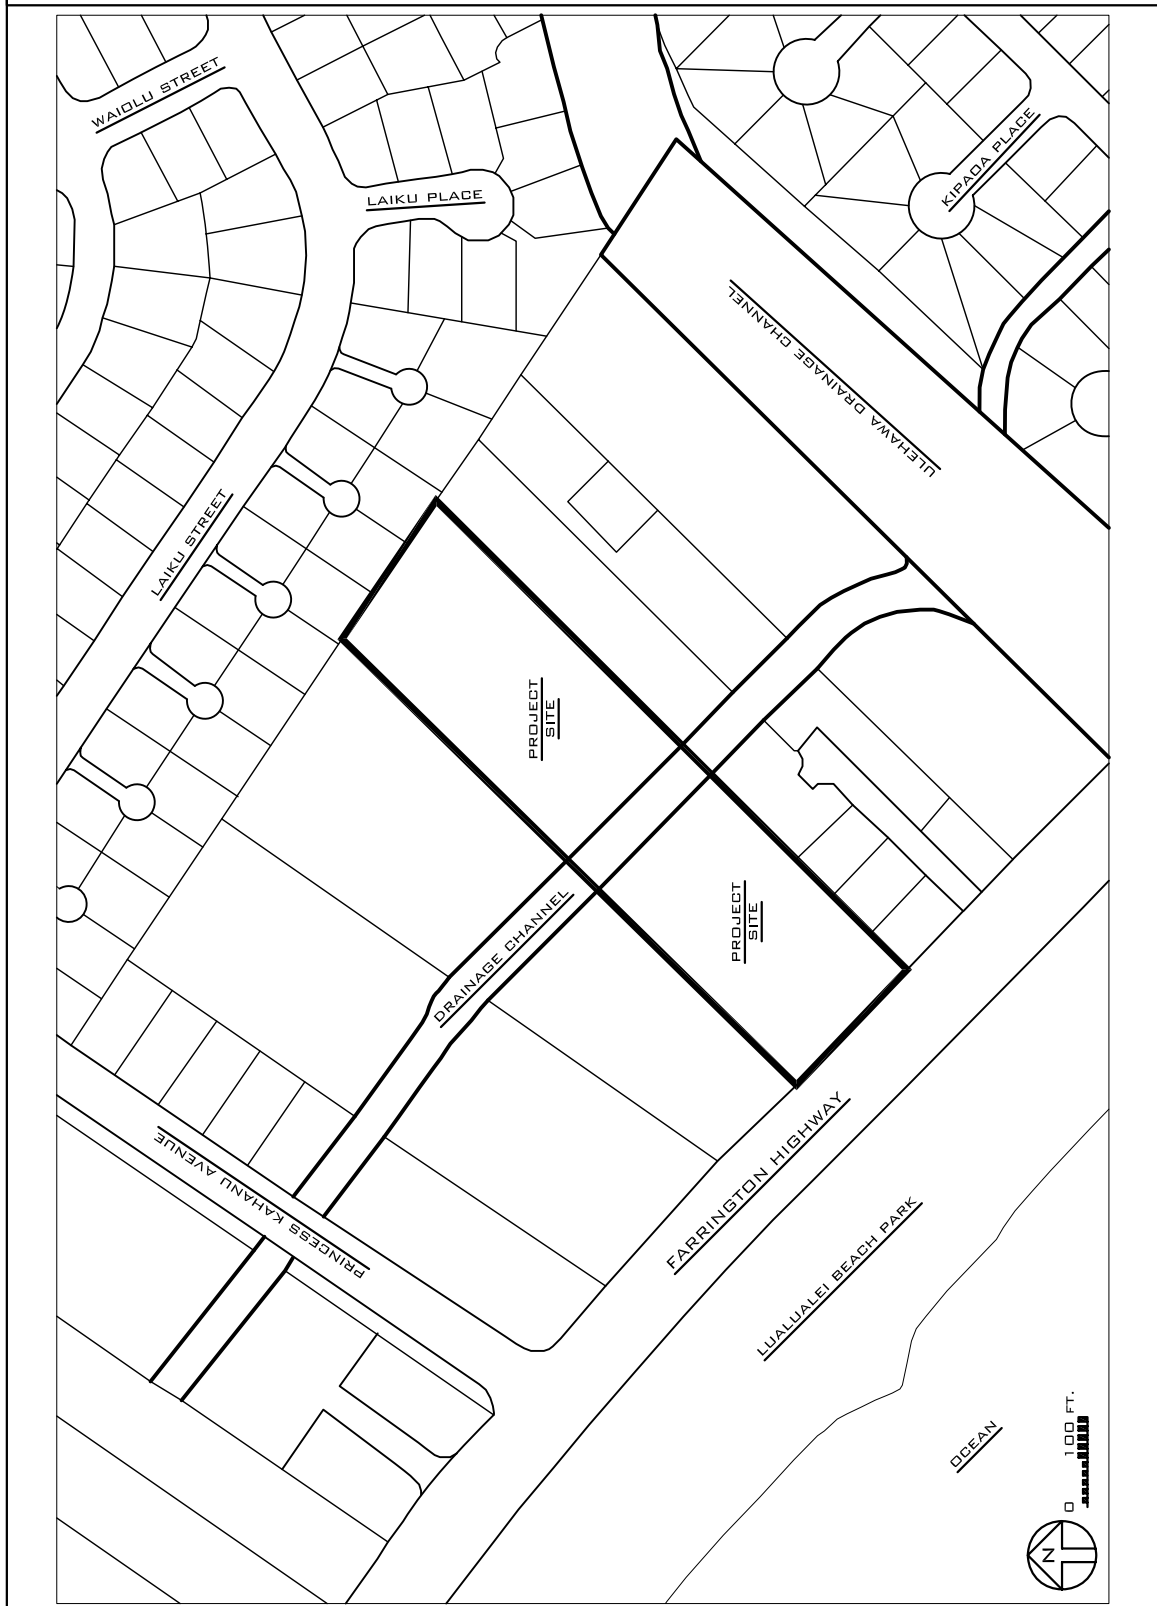 WAIOLU STREET
LAIKU PLACE
KIPAOA PLACE
ULEHAWA DRAINAGE CHANNEL
LAIKU STREET
PROJECT
SITE
PROJECT
SITE
DRAINAGE CHANNEL
PRINCESS KAHANU AVENUE
FARRINGTON HIGHWAY
LUALUALEI BEACH PARK
OCEAN
0 100 FT.
N